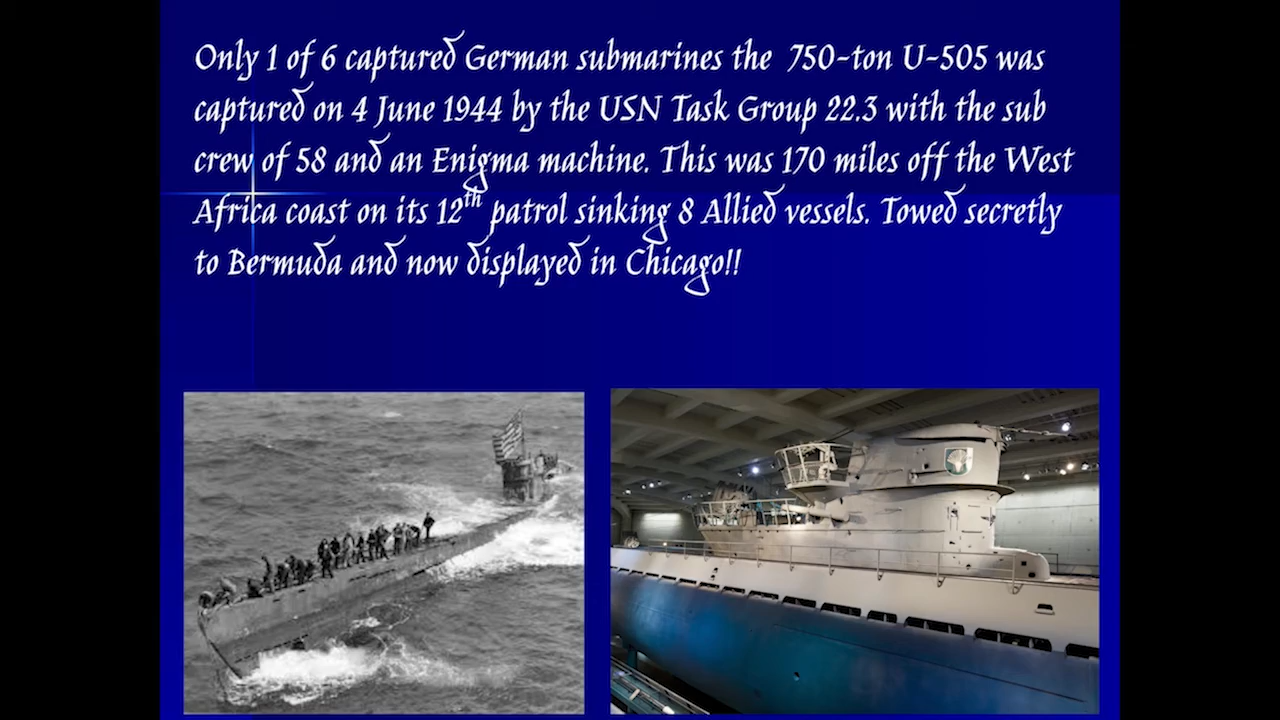 Only 1 of 6 captured German submarines the 750-ton U-505 was
captured on 4 June 1944 by the USN Task Group 22.3 with the sub
crew of 58 and an Enigma machine. This was 170 miles off the West
Africa coast on its 12th patrol sinking 8 Allied vessels. Towed secretly
to Bermuda and now displayed in Chicago!!